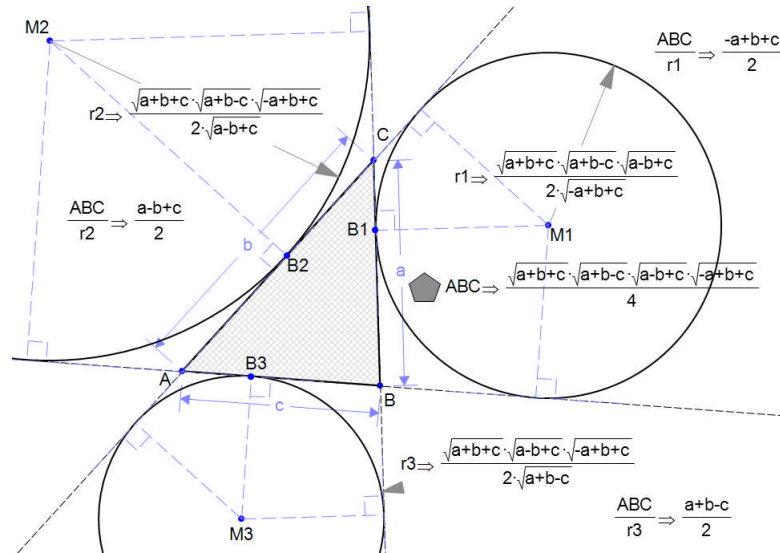 M2
ABC/r1⇒(-a+b+c)/2
r2⇒(√(a+b+c)·√(a+b-c)·√(-a+b+c))/(2·√(a-b+c))
C
r1⇒(√(a+b+c)·√(a+b-c)·√(a-b+c))/(2·√(-a+b+c))
ABC/r2⇒(a-b+c)/2
b
B1
M1
B2
a
ABC⇒(√(a+b+c)·√(a+b-c)·√(a-b+c)·√(-a+b+c))/4
A
B3
B
c
r3⇒(√(a+b+c)·√(a-b+c)·√(-a+b+c))/(2·√(a+b-c))
M3
ABC/r3⇒(a+b-c)/2